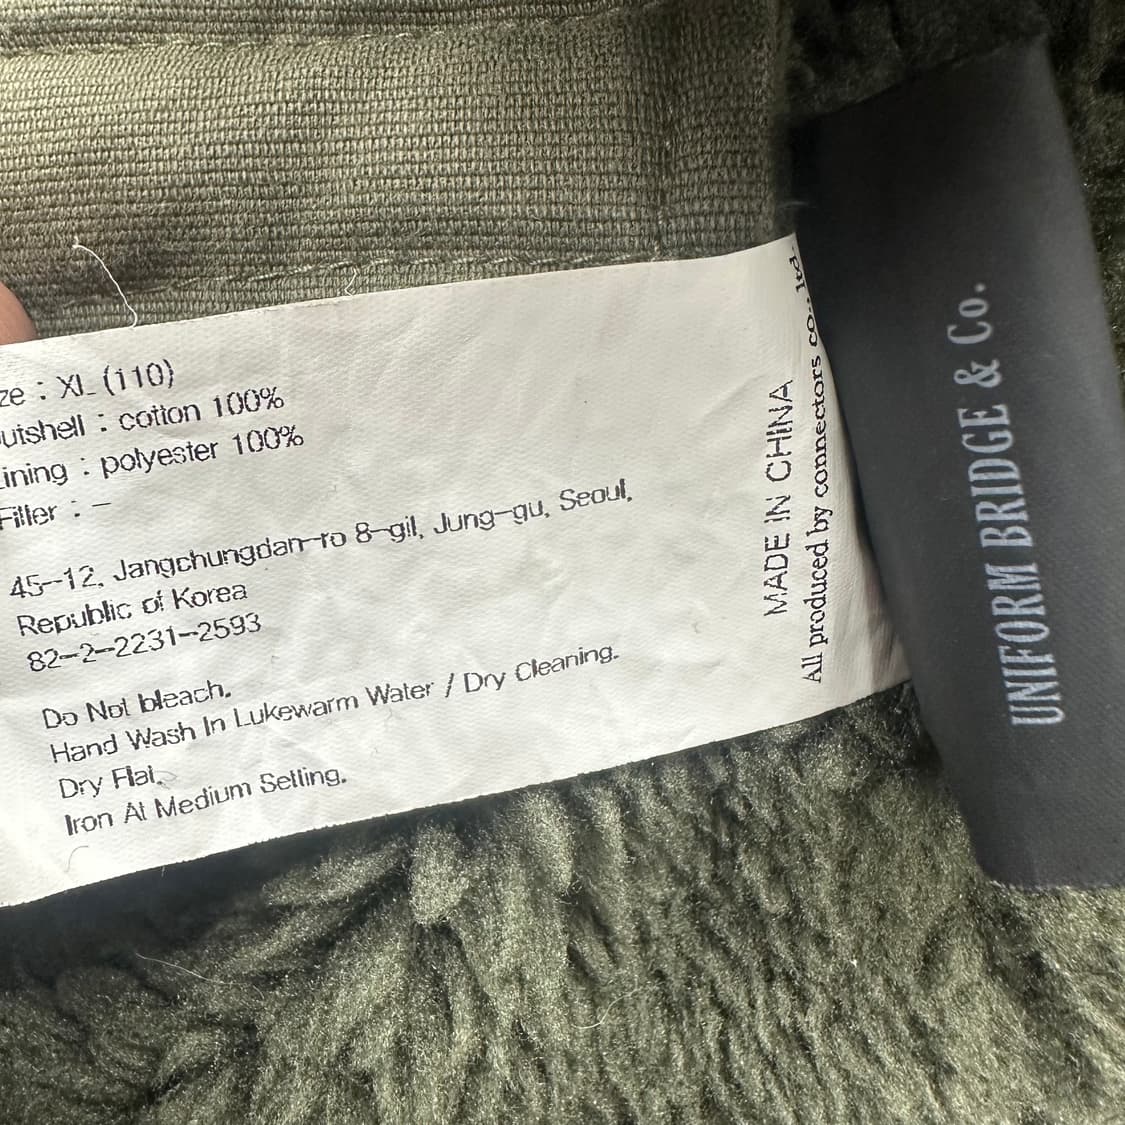 ze : XL (110)
utshell : cotton 100%
ining : polyester 100%
Filler : –
45-12, Jangchungdan-ro 8-gil, Jung-gu, Seoul,
Republic of Korea
82-2-2231-2593
Do Not bleach.
Hand Wash In Lukewarm Water / Dry Cleaning.
Dry Flat.
Iron At Medium Setting.
MADE IN CHINA
All produced by connectors co., ltd.
UNIFORM BRIDGE & Co.